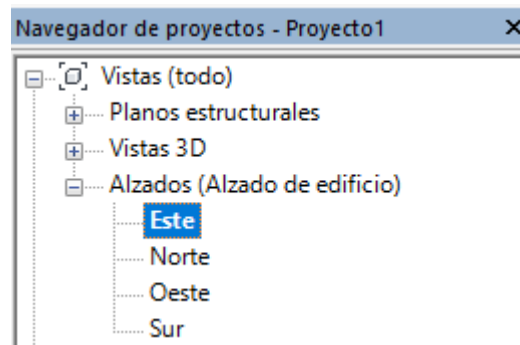 Navegador de proyectos - Proyecto1
Vistas (todo)
Planos estructurales
Vistas 3D
Alzados (Alzado de edificio)
Este
Norte
Oeste
Sur